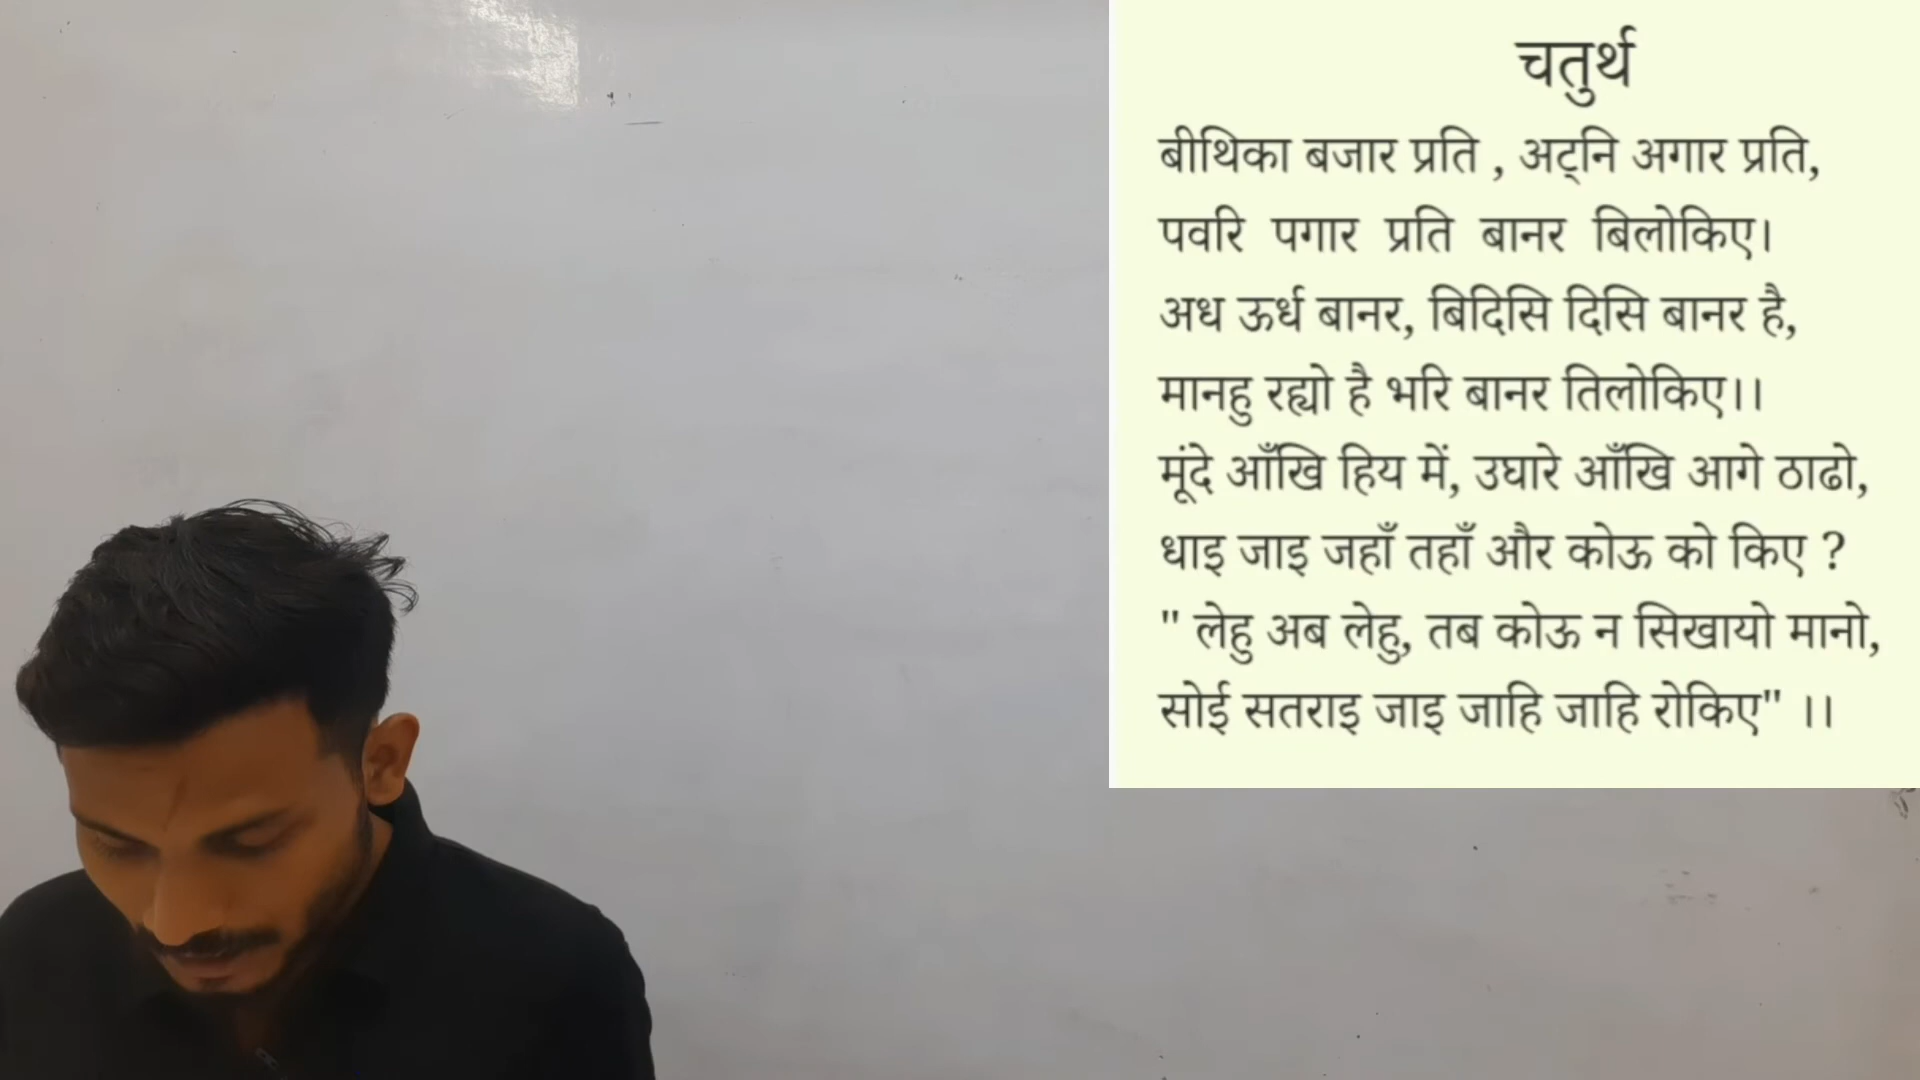 चतुर्थ
बीथिका बजार प्रति , अट्नि अगार प्रति,
पवरि पगार प्रति बानर बिलोकिए।
अध ऊर्ध बानर, बिदिसि दिसि बानर है,
मानहु रह्यो है भरि बानर तिलोकिए।।
मूंदे आँखि हिय में, उघारे आँखि आगे ठाढो,
धाइ जाइ जहाँ तहाँ और कोऊ को किए ?
" लेहु अब लेहु, तब कोऊ न सिखायो मानो,
सोई सतराइ जाइ जाहि जाहि रोकिए" ।।